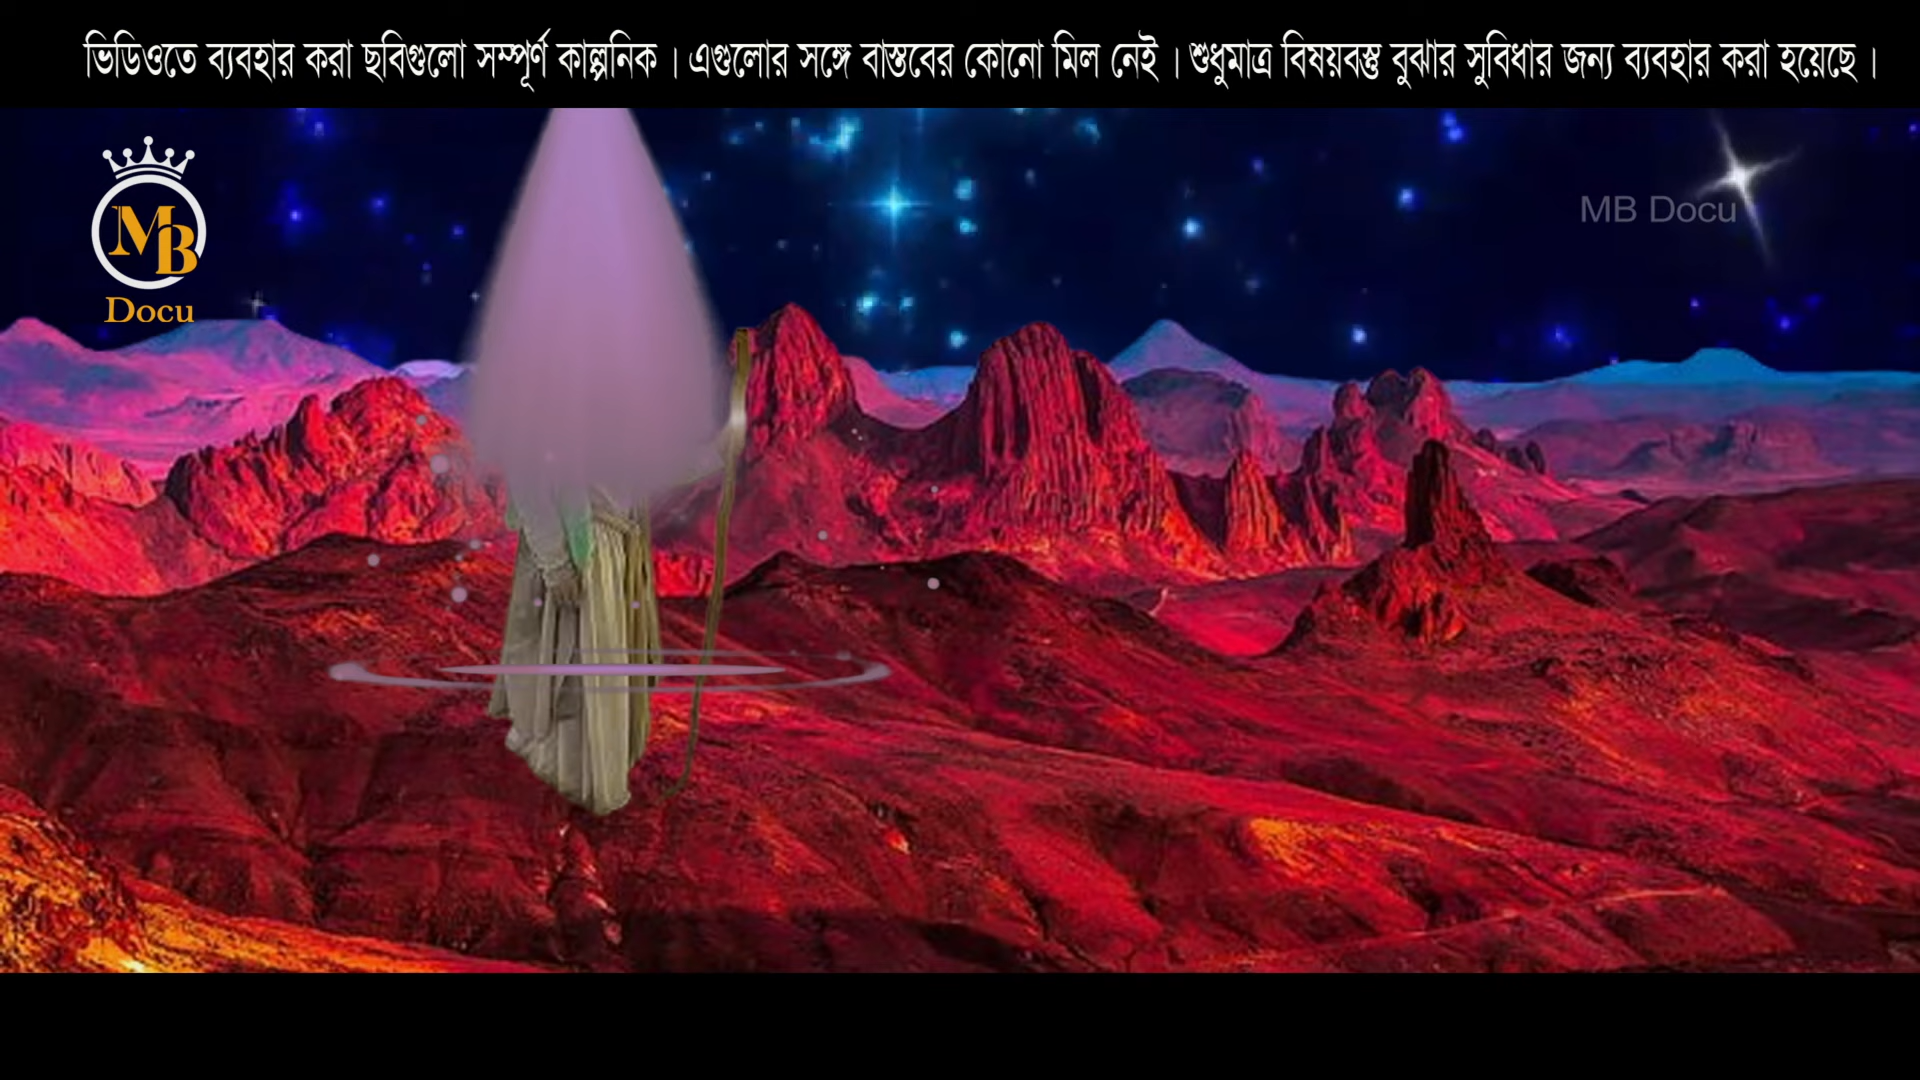 ভিডিওতে ব্যবহার করা ছবিগুলো সম্পূর্ণ কাল্পনিক । এগুলোর সঙ্গে বাস্তবের কোনো মিল নেই । শুধুমাত্র বিষয়বস্তু বুঝার সুবিধার জন্য ব্যবহার করা হয়েছে ।
MB
Docu
MB Docu